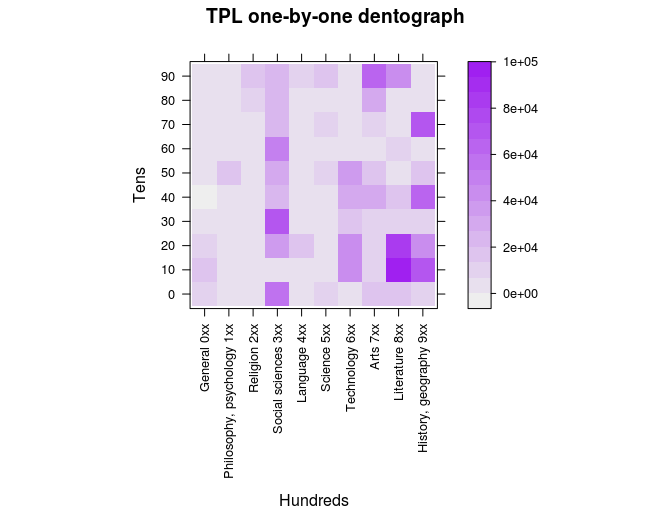 TPL one-by-one dentograph
Tens
90
80
70
60
50
40
30
20
10
0
General 0xx
Philosophy, psychology 1xx
Religion 2xx
Social sciences 3xx
Language 4xx
Science 5xx
Technology 6xx
Arts 7xx
Literature 8xx
History, geography 9xx
Hundreds
1e+05
8e+04
6e+04
4e+04
2e+04
0e+00